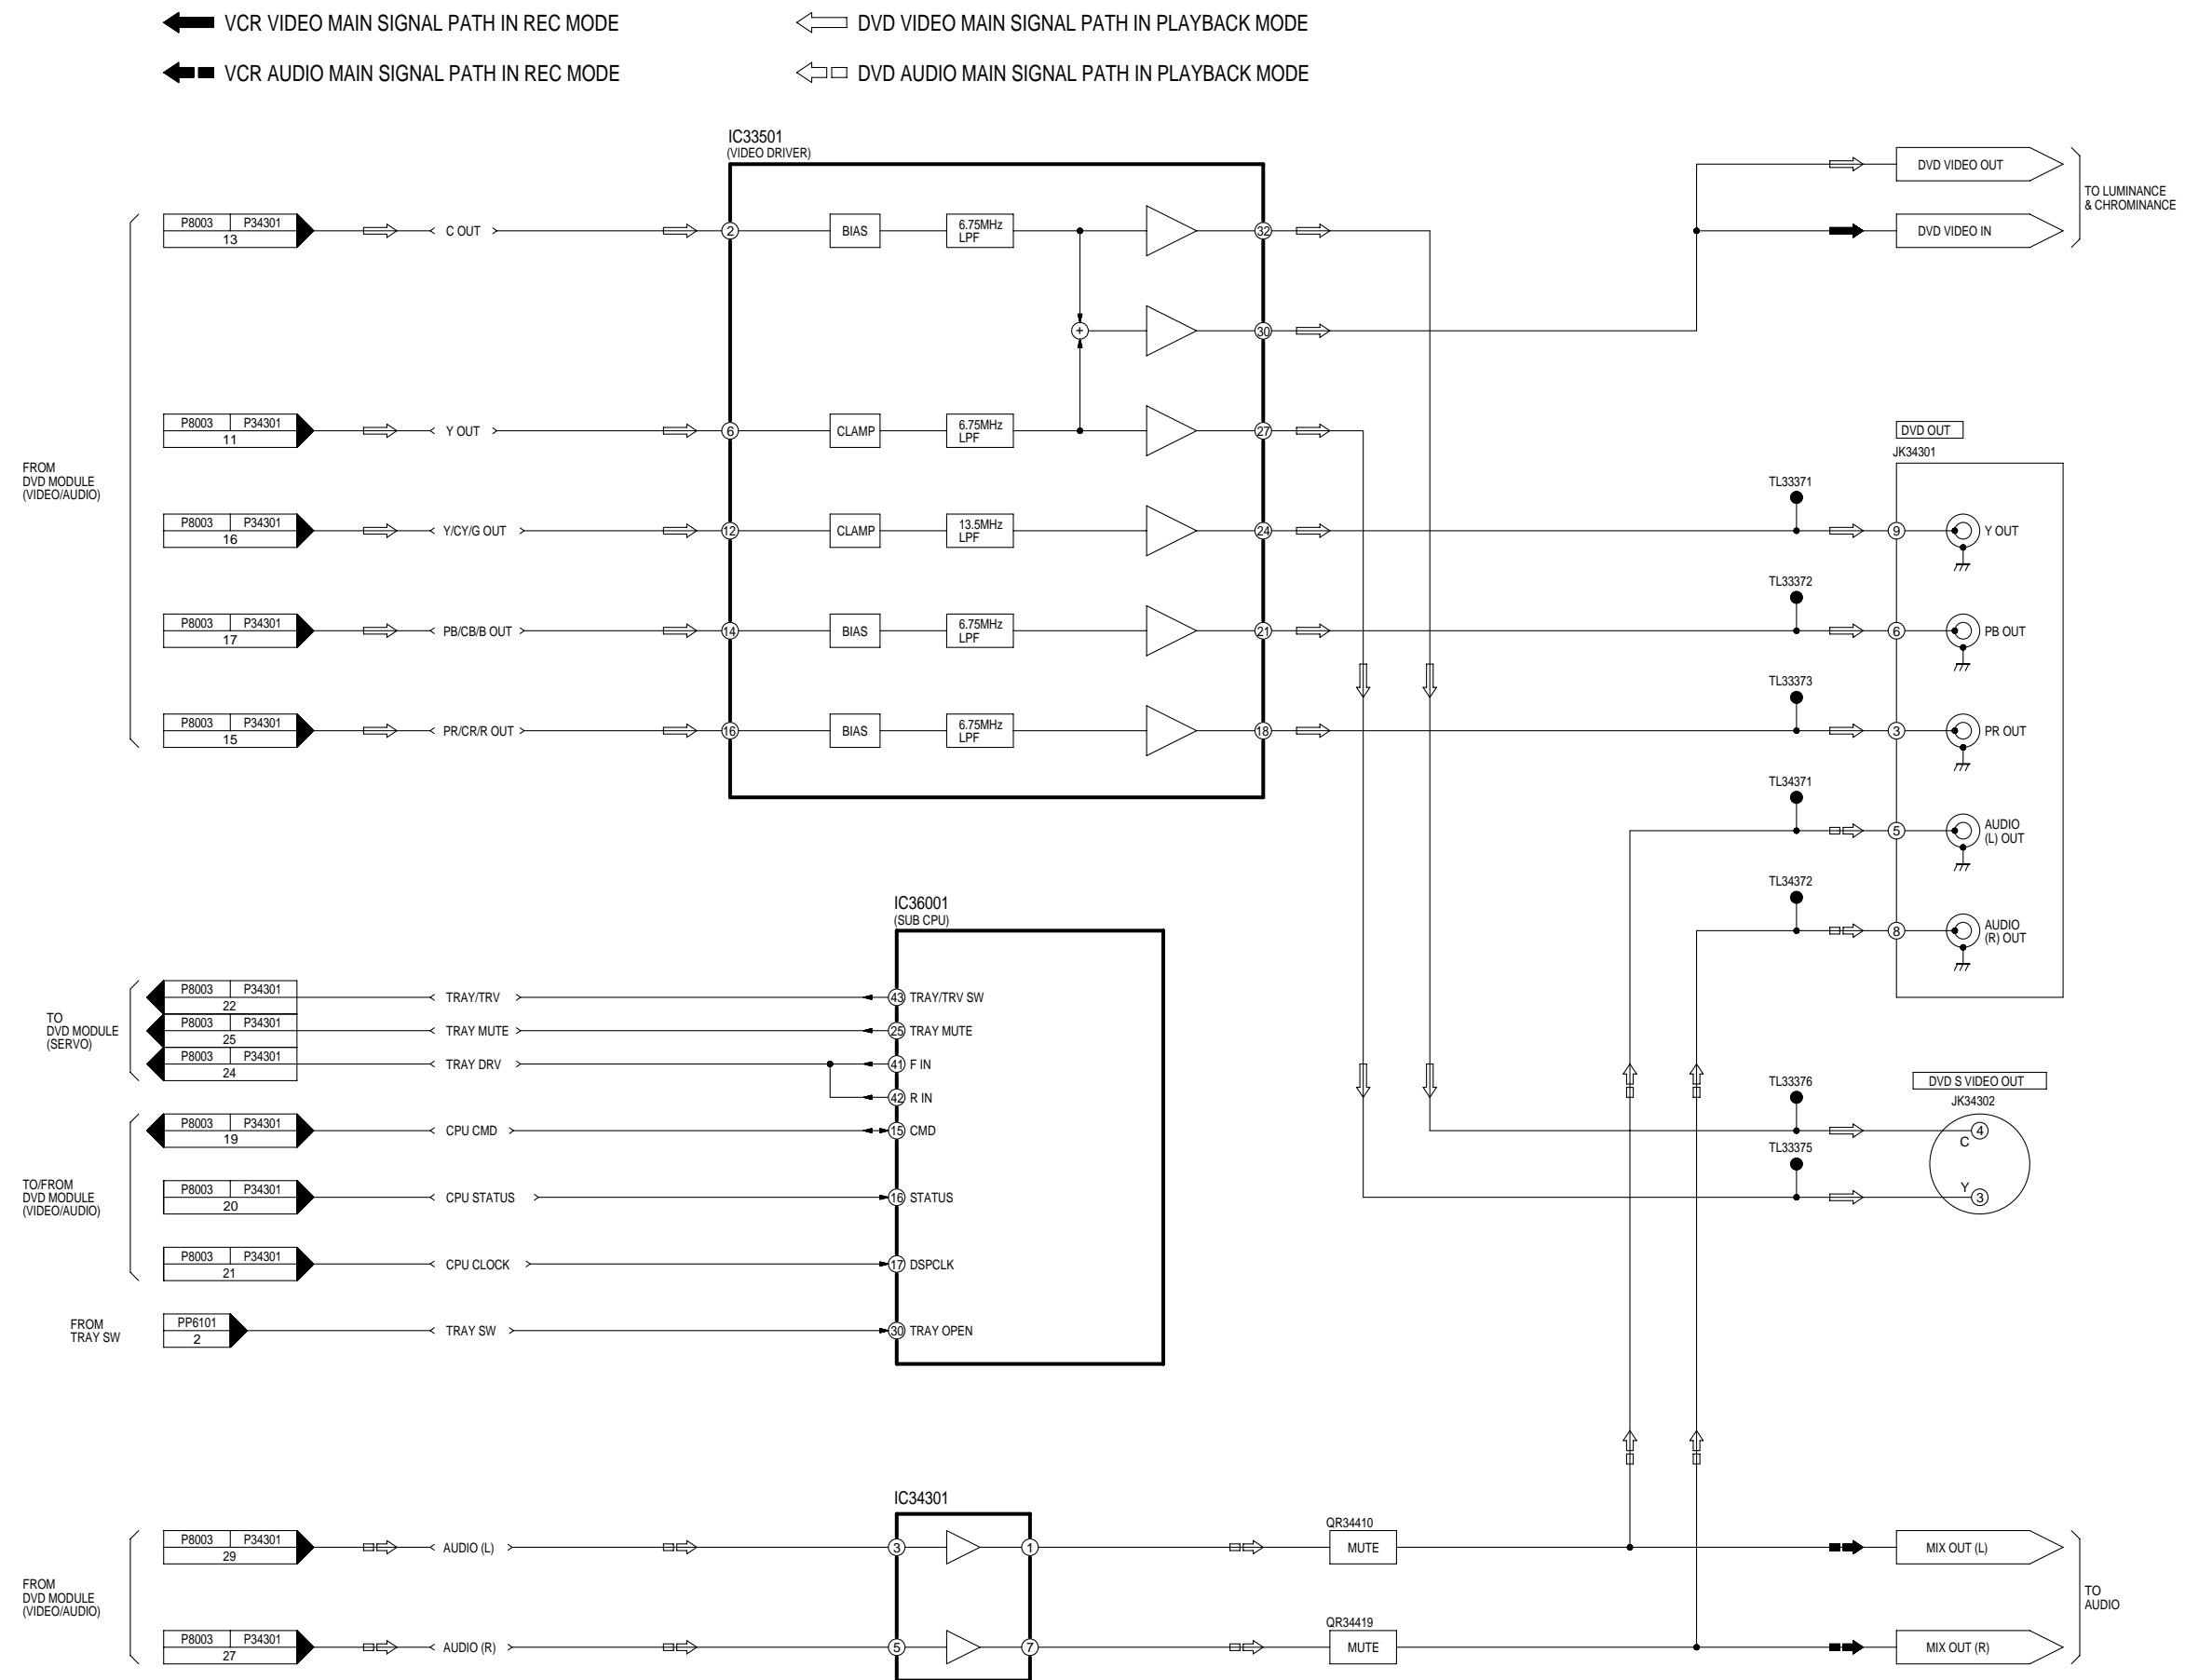 VCR VIDEO MAIN SIGNAL PATH IN REC MODE
DVD VIDEO MAIN SIGNAL PATH IN PLAYBACK MODE
VCR AUDIO MAIN SIGNAL PATH IN REC MODE
DVD AUDIO MAIN SIGNAL PATH IN PLAYBACK MODE
IC33501
(VIDEO DRIVER)
FROM
DVD MODULE
(VIDEO/AUDIO)
P8003 P34301
13
C OUT
2
BIAS
6.75MHz
LPF
32
+
30
P8003 P34301
11
Y OUT
6
CLAMP
6.75MHz
LPF
27
P8003 P34301
16
Y/CY/G OUT
12
CLAMP
13.5MHz
LPF
24
P8003 P34301
17
PB/CB/B OUT
14
BIAS
6.75MHz
LPF
21
P8003 P34301
15
PR/CR/R OUT
16
BIAS
6.75MHz
LPF
18
DVD VIDEO OUT
DVD VIDEO IN
TO LUMINANCE
& CHROMINANCE
DVD OUT
JK34301
TL33371
9
Y OUT
TL33372
6
PB OUT
TL33373
3
PR OUT
TL34371
5
AUDIO
(L) OUT
TL34372
8
AUDIO
(R) OUT
IC36001
(SUB CPU)
TO
DVD MODULE
(SERVO)
P8003 P34301
22
TRAY/TRV
43 TRAY/TRV SW
P8003 P34301
25
TRAY MUTE
25 TRAY MUTE
P8003 P34301
24
TRAY DRV
41 F IN
42 R IN
TO/FROM
DVD MODULE
(VIDEO/AUDIO)
P8003 P34301
19
CPU CMD
15 CMD
P8003 P34301
20
CPU STATUS
16 STATUS
P8003 P34301
21
CPU CLOCK
17 DSPCLK
FROM
TRAY SW
PP6101
2
TRAY SW
30 TRAY OPEN
DVD S VIDEO OUT
JK34302
TL33376
4
C
TL33375
Y
3
IC34301
FROM
DVD MODULE
(VIDEO/AUDIO)
P8003 P34301
29
AUDIO (L)
3
1
QR34410
MUTE
MIX OUT (L)
P8003 P34301
27
AUDIO (R)
5
7
QR34419
MUTE
MIX OUT (R)
TO
AUDIO